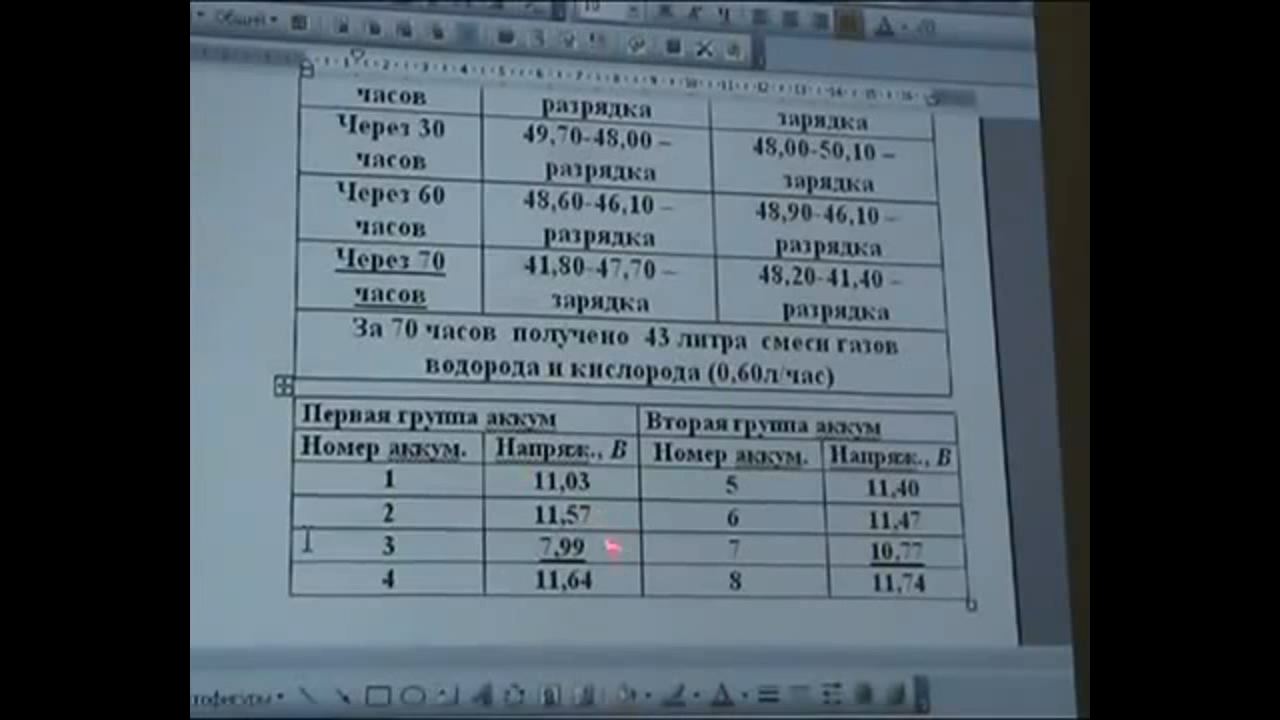 Общий
часов разрядка зарядка
Через 30 49,70-48,00 – 48,00-50,10 –
часов разрядка зарядка
Через 60 48,60-46,10 – 48,90-46,10 –
часов разрядка разрядка
Через 70 41,80-47,70 – 48,20-41,40 –
часов зарядка разрядка
За 70 часов получено 43 литра смеси газов
водорода и кислорода (0,60л/час)
Первая группа аккум Вторая группа аккум
Номер аккум. Напряж., В Номер аккум. Напряж., В
1 11,03 5 11,40
2 11,57 6 11,47
3 7,99 7 10,77
4 11,64 8 11,74
тофигуры